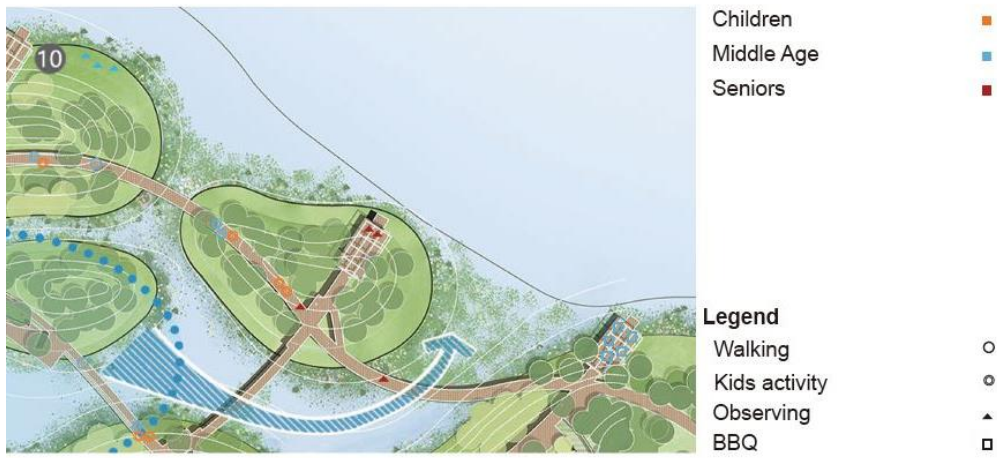 10
Children
Middle Age
Seniors
Legend
Walking
Kids activity
Observing
BBQ